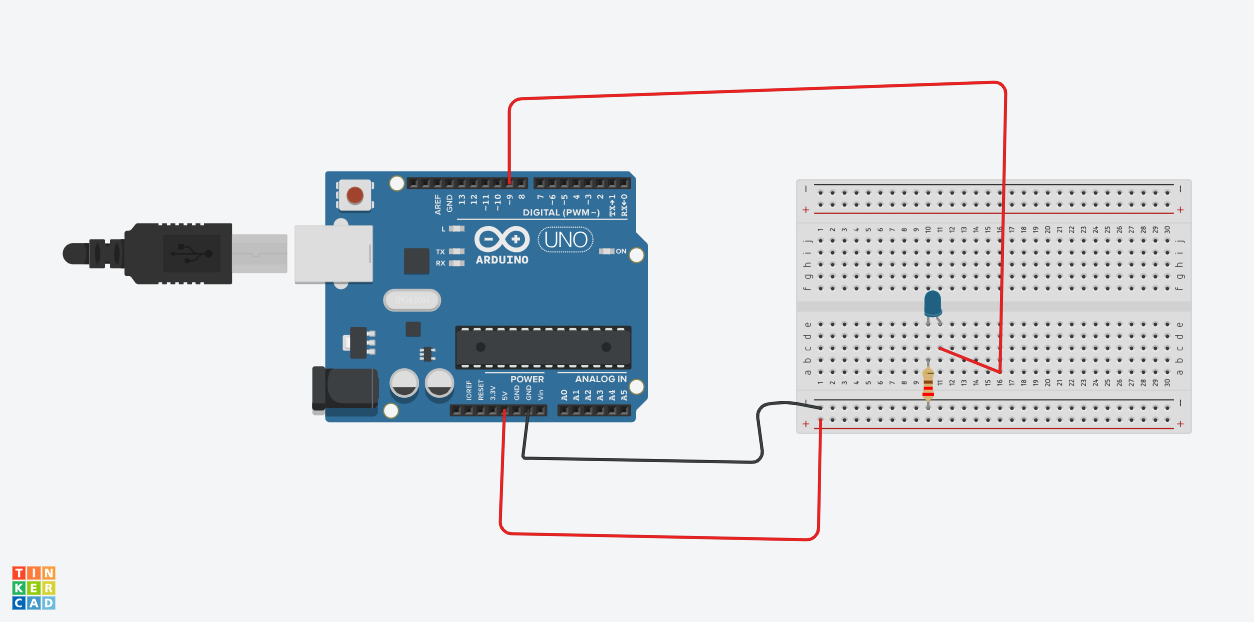 AREF
GND
13
12
~11
~10
~9
8
7
~6
~5
4
~3
2
TX→1
RX←0
DIGITAL (PWM~)
L
TX
RX
UNO
ARDUINO
ON
POWER
ANALOG IN
IOREF
RESET
3.3V
5V
GND
GND
Vin
A0
A1
A2
A3
A4
A5
− −
+ +
1 2 3 4 5 6 7 8 9 10 11 12 13 14 15 16 17 18 19 20 21 22 23 24 25 26 27 28 29 30
j j
i i
h h
g g
f f
e e
d d
c c
b b
a a
1 2 3 4 5 6 7 8 9 10 11 12 13 14 15 16 17 18 19 20 21 22 23 24 25 26 27 28 29 30
− −
+ +
TIN
KER
CAD